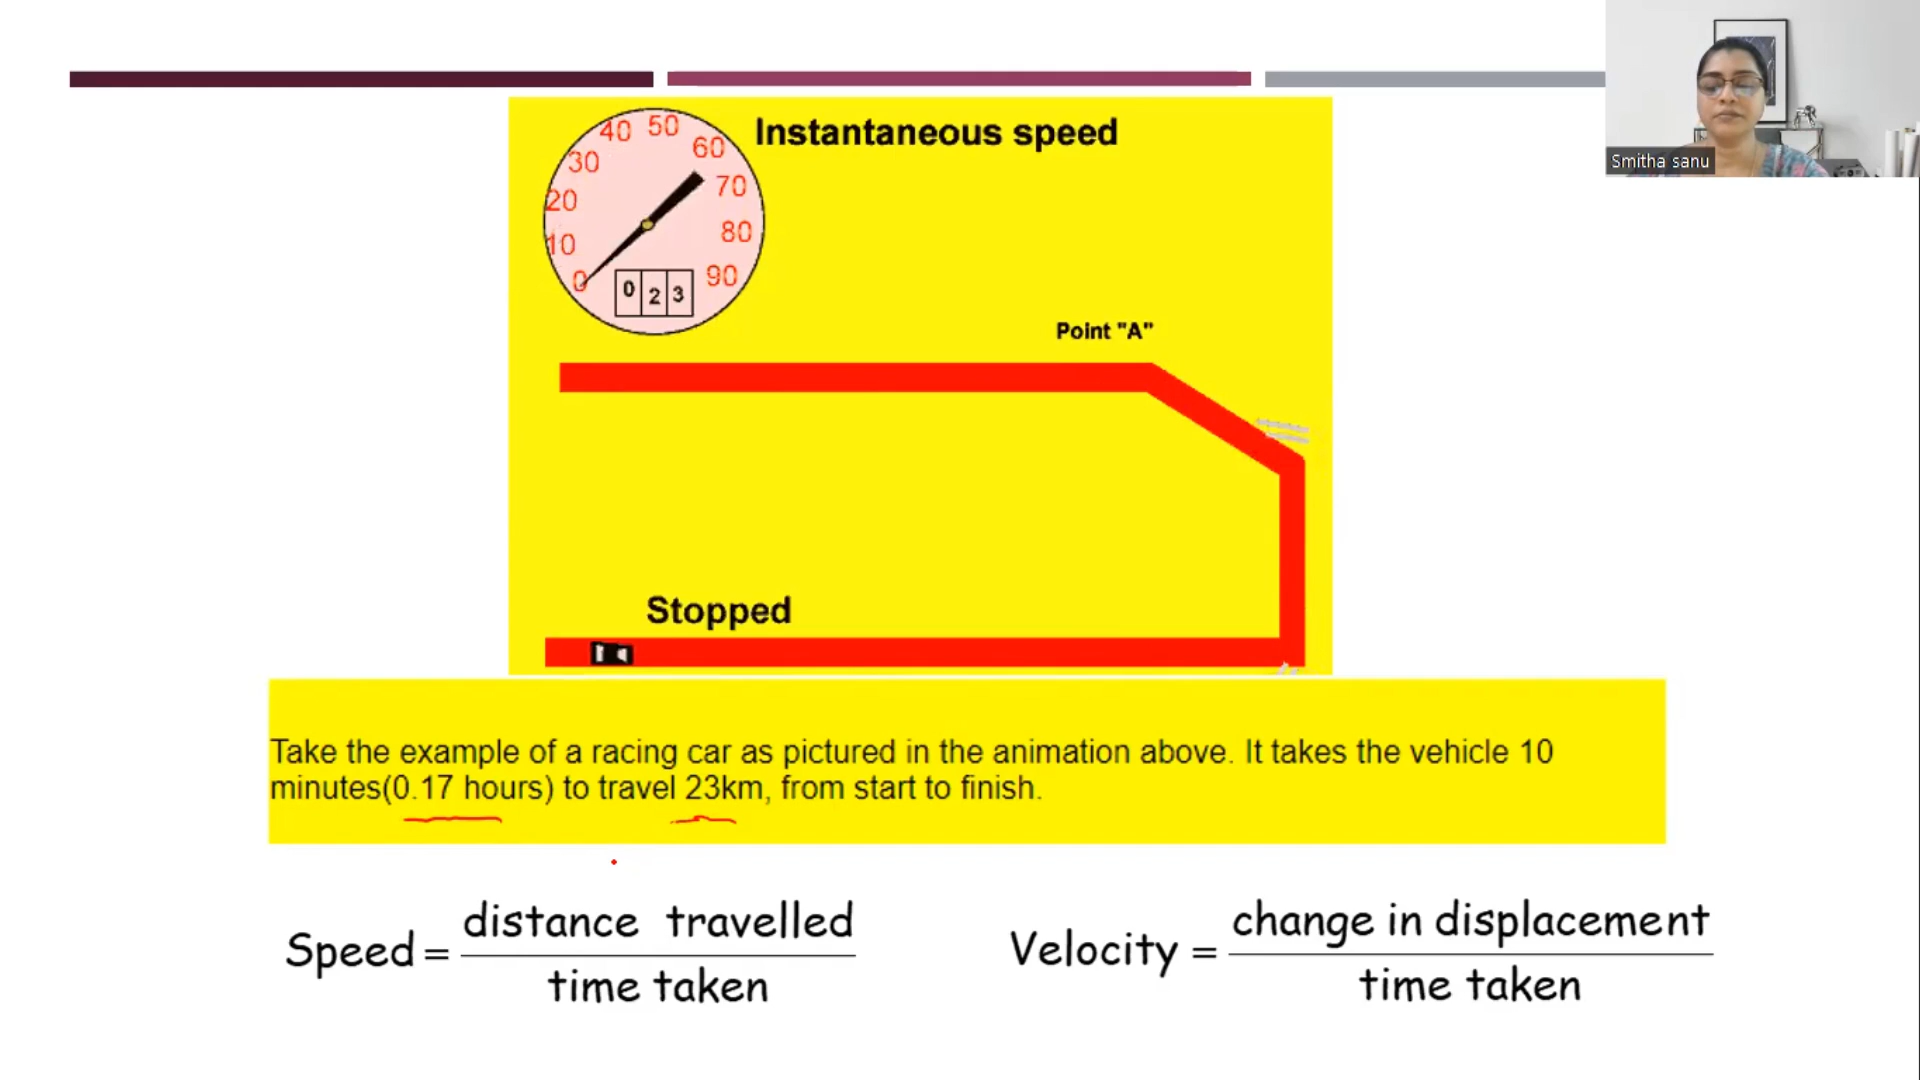 Smitha sanu
Instantaneous speed
0
10
20
30
40
50
60
70
80
90
0 2 3
Point "A"
Stopped
Take the example of a racing car as pictured in the animation above. It takes the vehicle 10
minutes(0.17 hours) to travel 23km, from start to finish.
Speed = distance travelled
time taken
Velocity = change in displacement
time taken